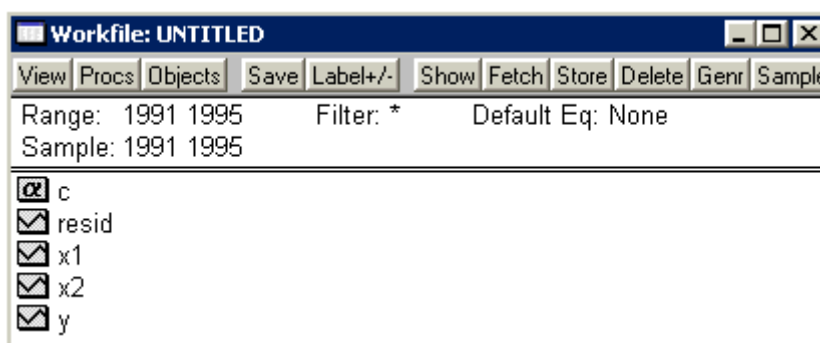 Workfile: UNTITLED
View Procs Objects Save Label+/- Show Fetch Store Delete Genr Sample
Range: 1991 1995 Filter: * Default Eq: None
Sample: 1991 1995
α c
resid
x1
x2
y